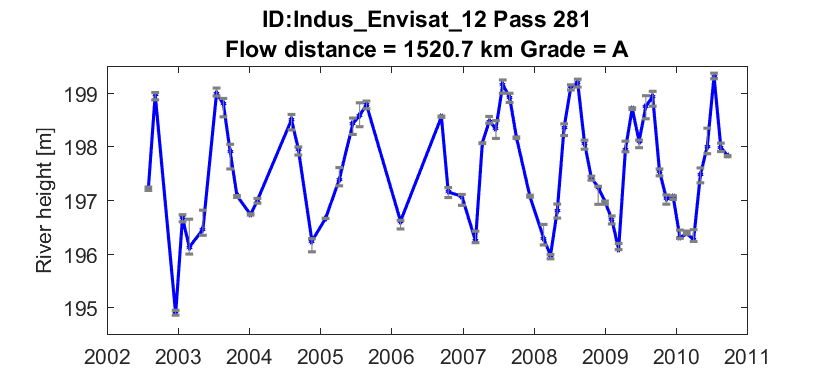 ID:Indus_Envisat_12 Pass 281
Flow distance = 1520.7 km Grade = A
River height [m]
199
198
197
196
195
2002 2003 2004 2005 2006 2007 2008 2009 2010 2011